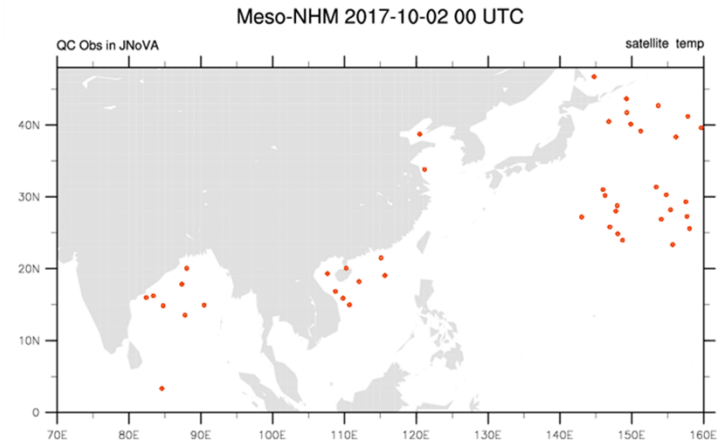 Meso-NHM 2017-10-02 00 UTC
QC Obs in JNoVA satellite temp
40N
30N
20N
10N
0
70E 80E 90E 100E 110E 120E 130E 140E 150E 160E